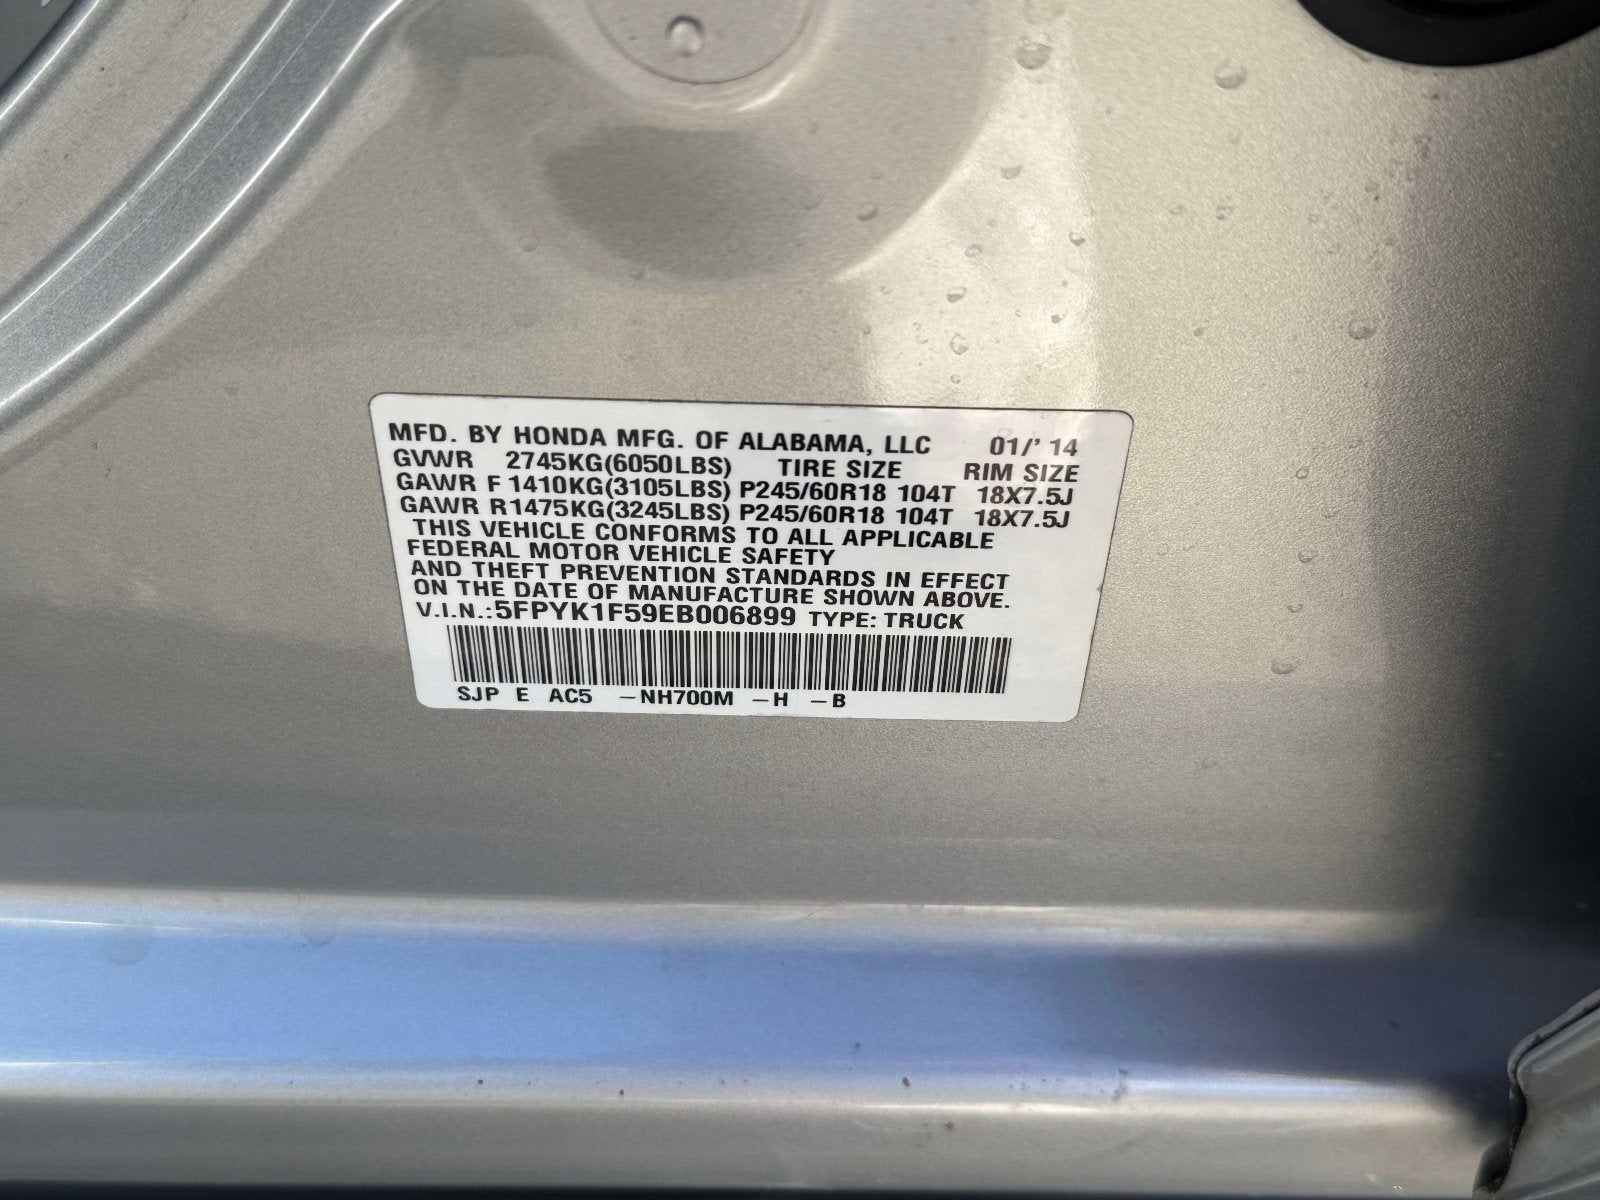 MFD. BY HONDA MFG. OF ALABAMA, LLC 01/' 14
GVWR 2745KG(6050LBS) TIRE SIZE RIM SIZE
GAWR F 1410KG(3105LBS) P245/60R18 104T 18X7.5J
GAWR R1475KG(3245LBS) P245/60R18 104T 18X7.5J
THIS VEHICLE CONFORMS TO ALL APPLICABLE
FEDERAL MOTOR VEHICLE SAFETY
AND THEFT PREVENTION STANDARDS IN EFFECT
ON THE DATE OF MANUFACTURE SHOWN ABOVE.
V.I.N.:5FPYK1F59EB006899 TYPE: TRUCK
SJP E AC5 –NH700M –H –B